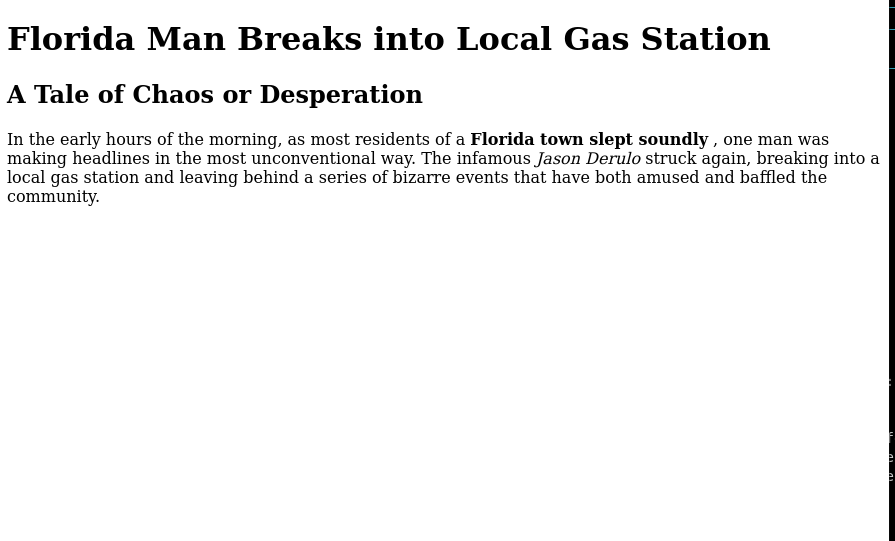 Florida Man Breaks into Local Gas Station
A Tale of Chaos or Desperation
In the early hours of the morning, as most residents of a Florida town slept soundly , one man was
making headlines in the most unconventional way. The infamous Jason Derulo struck again, breaking into a
local gas station and leaving behind a series of bizarre events that have both amused and baffled the
community.